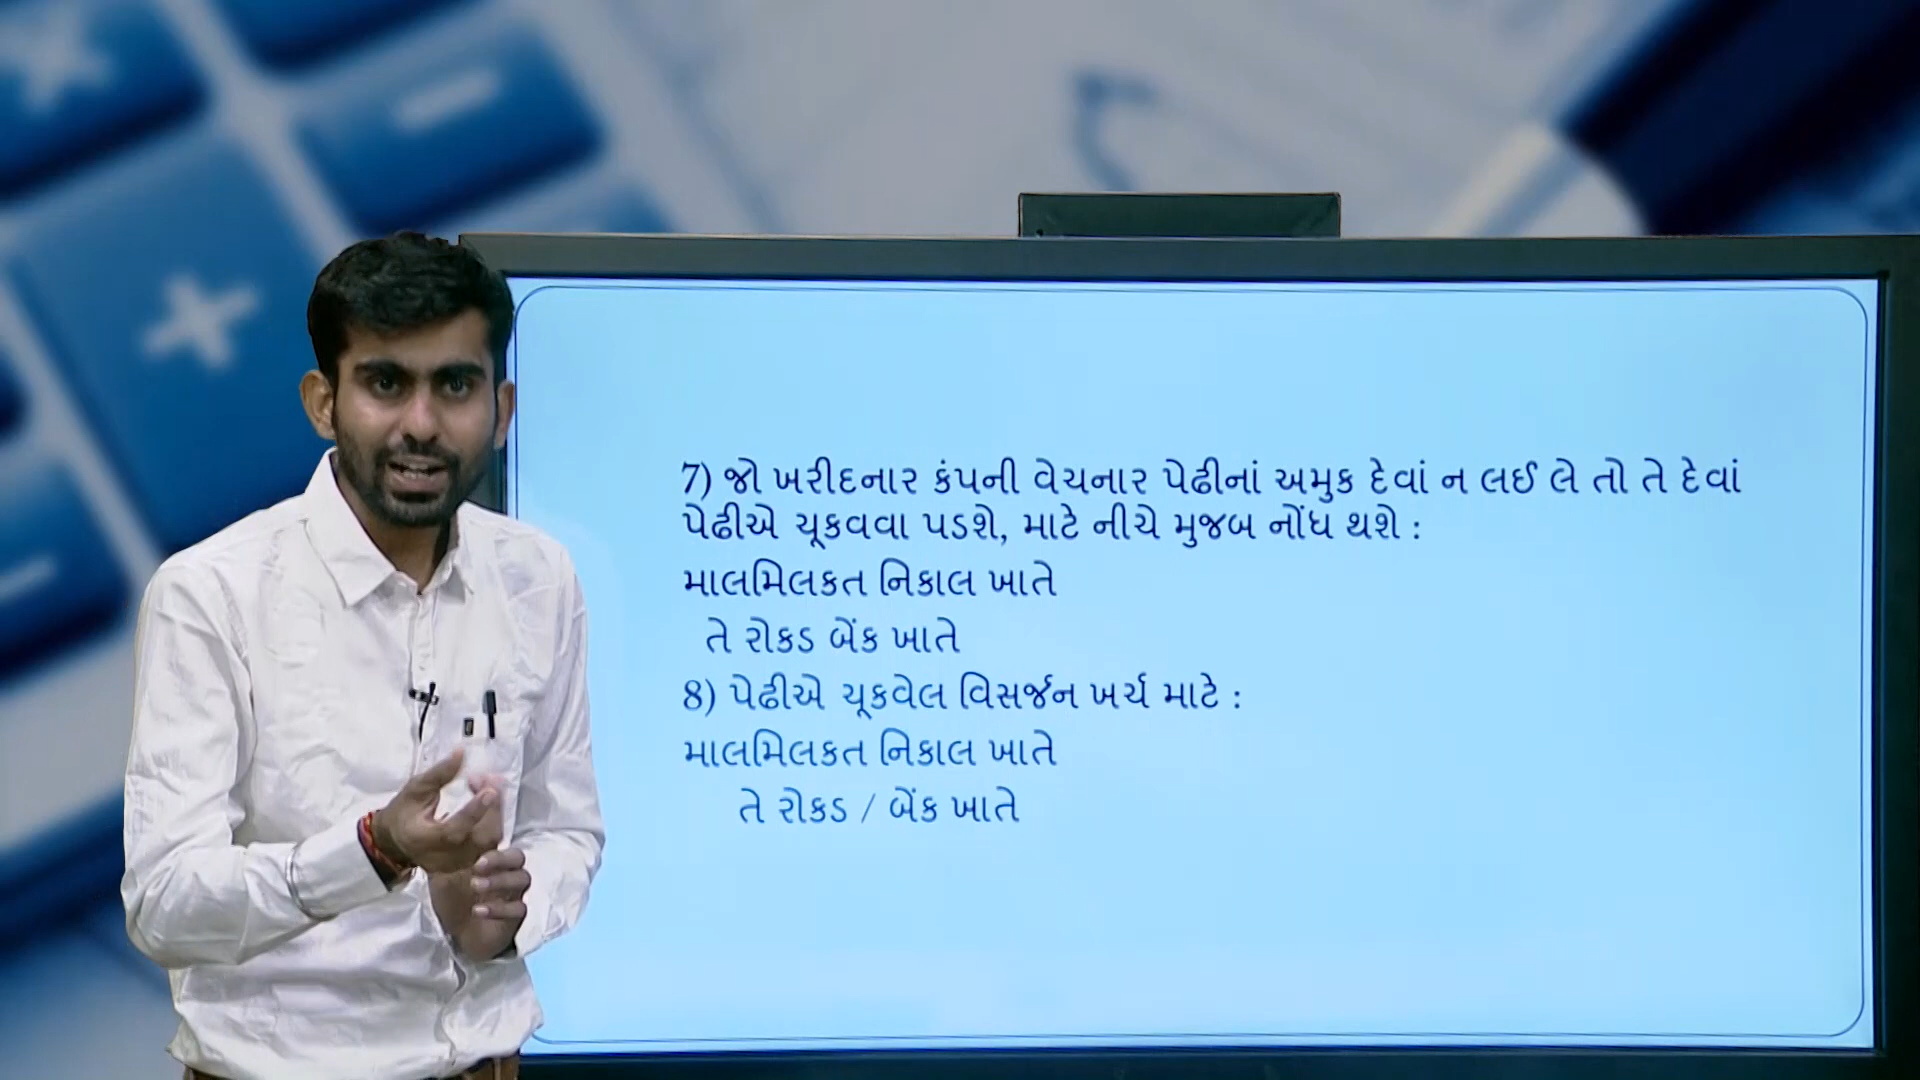 7) જો ખરીદનાર કંપની વેચનાર પેઢીનાં અમુક દેવાં ન લઈ લે તો તે દેવાં
પેઢીએ ચૂકવવા પડશે, માટે નીચે મુજબ નોંધ થશે :
માલમિલકત નિકાલ ખાતે
તે રોકડ બેંક ખાતે
8) પેઢીએ ચૂકવેલ વિસર્જન ખર્ચ માટે :
માલમિલકત નિકાલ ખાતે
તે રોકડ / બેંક ખાતે